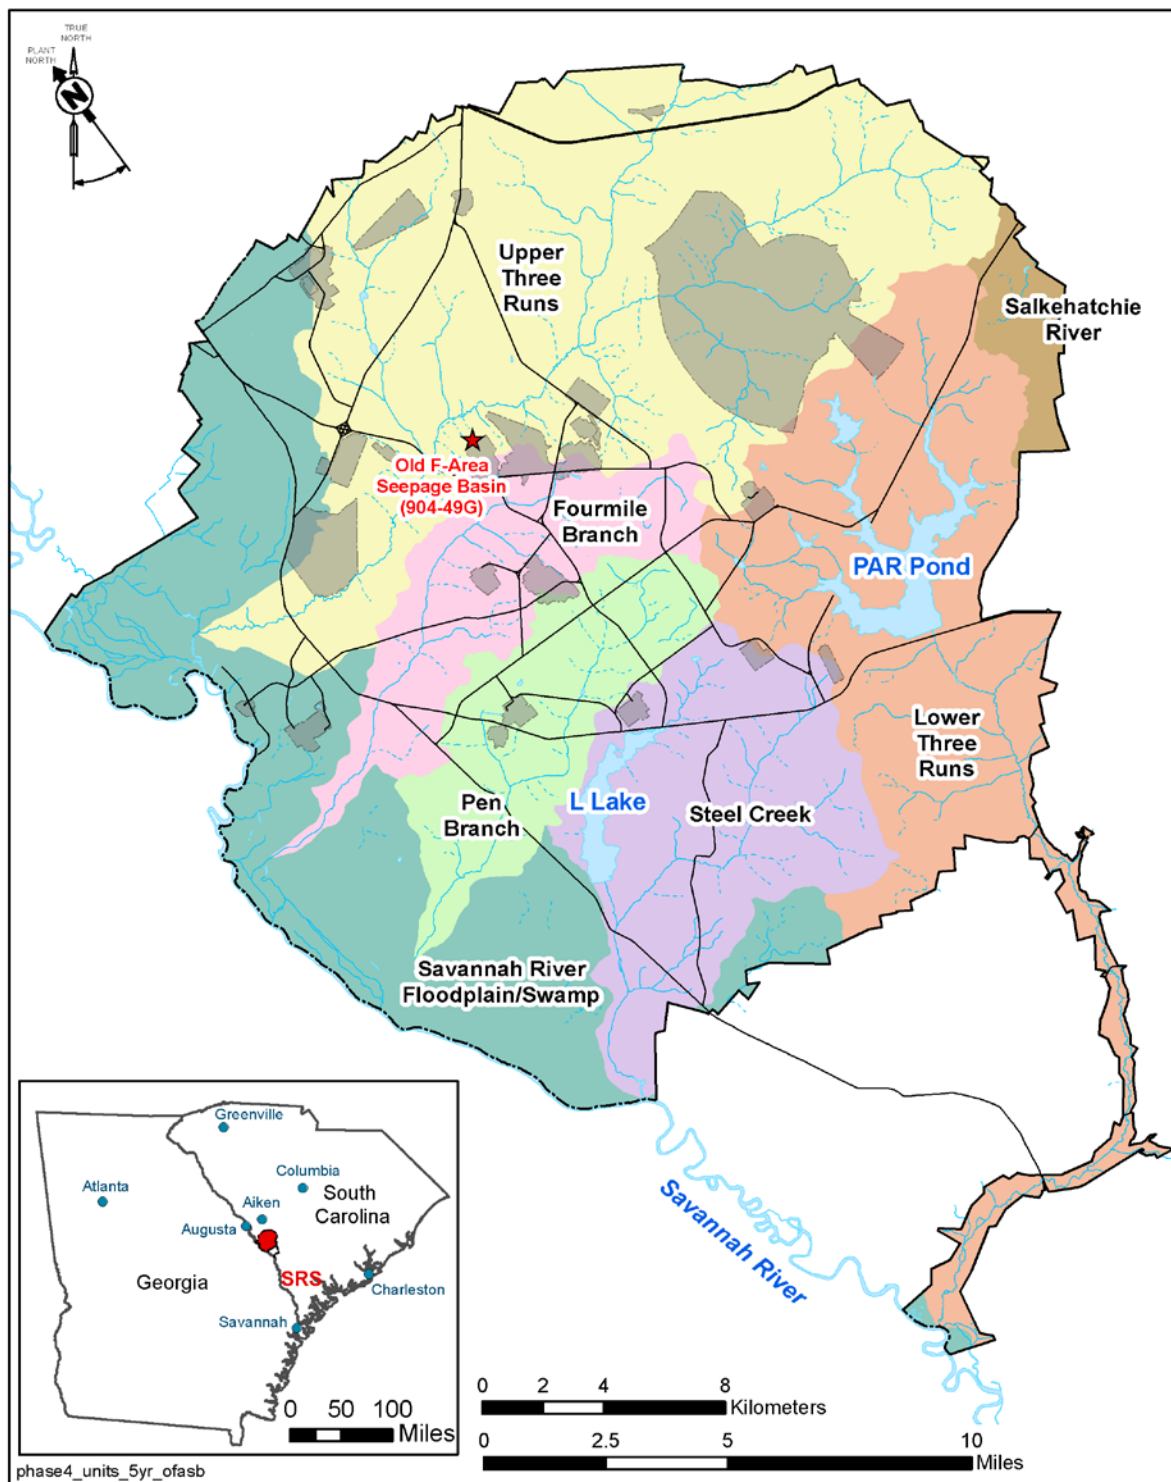 TRUE
NORTH
PLANT
NORTH
N
Upper
Three
Runs
Salkehatchie
River
Old F-Area
Seepage Basin
(904-49G)
Fourmile
Branch
PAR Pond
Lower
Three
Runs
L Lake
Pen
Branch
Steel Creek
Savannah River
Floodplain/Swamp
Savannah River
Greenville
Columbia
Atlanta
South
Carolina
Aiken
Augusta
Georgia
SRS
Charleston
Savannah
0 50 100
Miles
0 2 4 8
Kilometers
0 2.5 5 10
Miles
phase4_units_5yr_ofasb